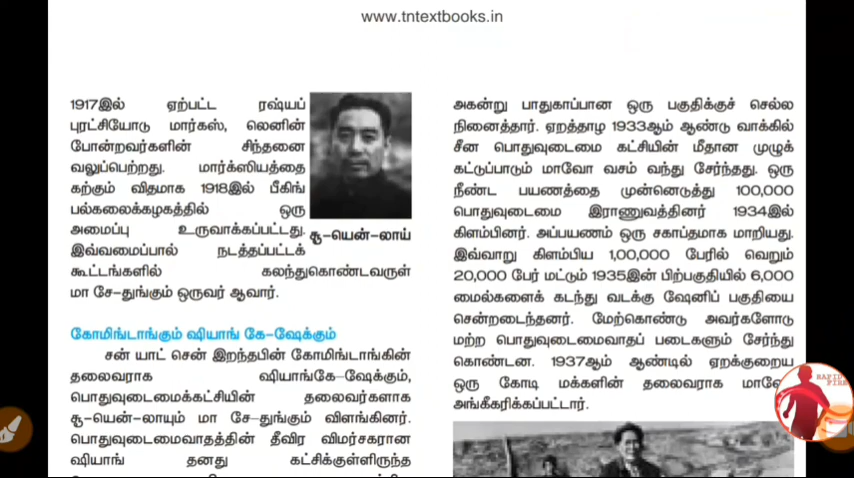 www.tntextbooks.in
1917இல் ஏற்பட்ட ரஷ்யப்
புரட்சியோடு மார்கஸ், லெனின்
போன்றவர்களின் சிந்தனை
வலுப்பெற்றது. மார்க்ஸியத்தை
கற்கும் விதமாக 1918இல் பீகிங்
பல்கலைக்கழகத்தில் ஒரு
அமைப்பு உருவாக்கப்பட்டது.
இவ்வமைப்பால் நடத்தப்பட்டக்
கூட்டங்களில் கலந்துகொண்டவருள்
மா சே-துங்கும் ஒருவர் ஆவார்.
சூ-யென்-லாய்
கோமிங்டாங்கும் ஷியாங் கே-ஷேக்கும்
சன் யாட் சென் இறந்தபின் கோமிங்டாங்கின்
தலைவராக ஷியாங்கே-ஷேக்கும்,
பொதுவுடைமைக்கட்சியின் தலைவர்களாக
சூ-யென்-லாயும் மா சே-துங்கும் விளங்கினர்.
பொதுவுடைமைவாதத்தின் தீவிர விமர்சகரான
ஷியாங் தனது கட்சிக்குள்ளிருந்த
அகன்று பாதுகாப்பான ஒரு பகுதிக்குச் செல்ல
நினைத்தார். ஏறத்தாழ 1933ஆம் ஆண்டு வாக்கில்
சீன பொதுவுடைமை கட்சியின் மீதான முழுக்
கட்டுப்பாடும் மாவோ வசம் வந்து சேர்ந்தது. ஒரு
நீண்ட பயணத்தை முன்னெடுத்து 100,000
பொதுவுடைமை இராணுவத்தினர் 1934இல்
கிளம்பினர். அப்பயணம் ஒரு சகாப்தமாக மாறியது.
இவ்வாறு கிளம்பிய 1,00,000 பேரில் வெறும்
20,000 பேர் மட்டும் 1935இன் பிற்பகுதியில் 6,000
மைல்களைக் கடந்து வடக்கு ஷேனிப் பகுதியை
சென்றடைந்தனர். மேற்கொண்டு அவர்களோடு
மற்ற பொதுவுடைமைவாதப் படைகளும் சேர்ந்து
கொண்டன. 1937ஆம் ஆண்டில் ஏறக்குறைய
ஒரு கோடி மக்களின் தலைவராக
அங்கீகரிக்கப்பட்டார்.
RAPID
FIRE